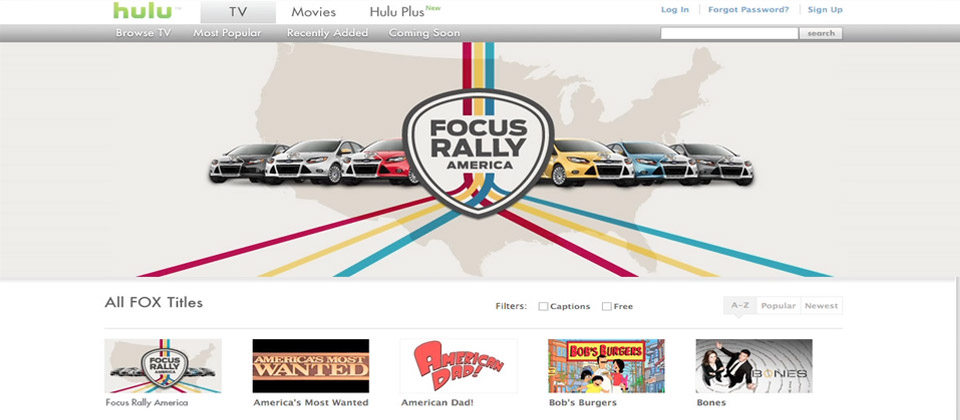 hulu™ TV Movies Hulu Plus New Log In Forgot Password? Sign Up
Browse TV Most Popular Recently Added Coming Soon search
FOCUS
RALLY
AMERICA
All FOX Titles Filters: Captions Free A-Z Popular Newest
FOCUS
RALLY
AMERICA
AMERICA'S MOST
WANTED
AMERICAN
DAD!
BOB'S BURGERS
BONES
Focus Rally America America's Most Wanted American Dad! Bob's Burgers Bones